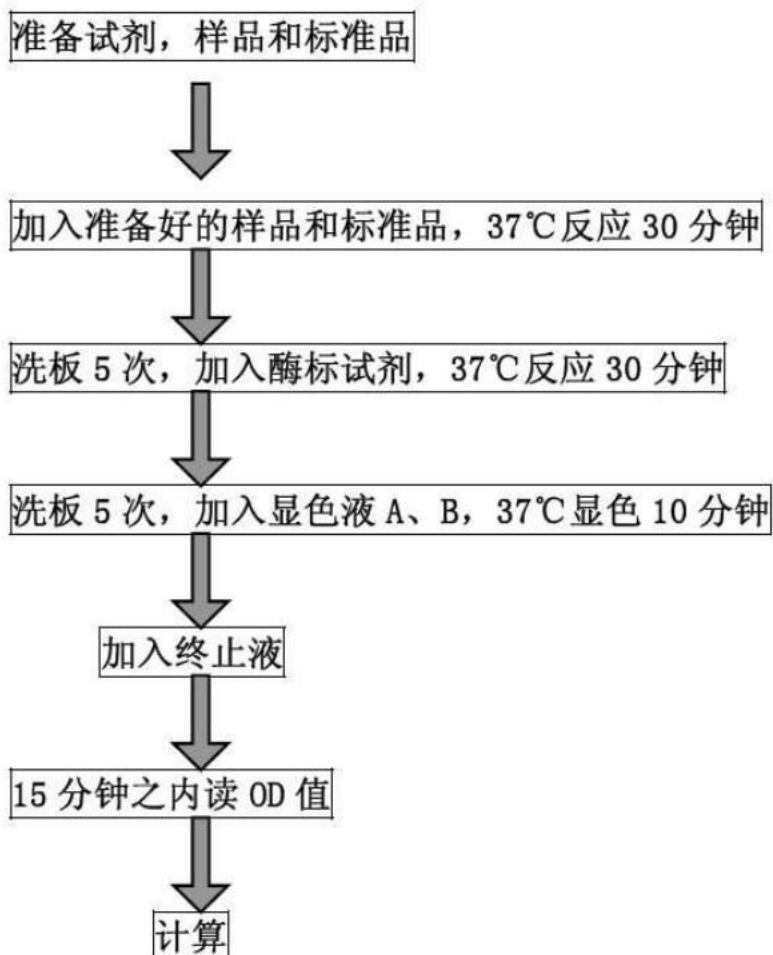 准备试剂，样品和标准品
加入准备好的样品和标准品，37℃反应 30 分钟
洗板 5 次，加入酶标试剂，37℃反应 30 分钟
洗板 5 次，加入显色液 A、B，37℃显色 10 分钟
加入终止液
15 分钟之内读 OD 值
计算